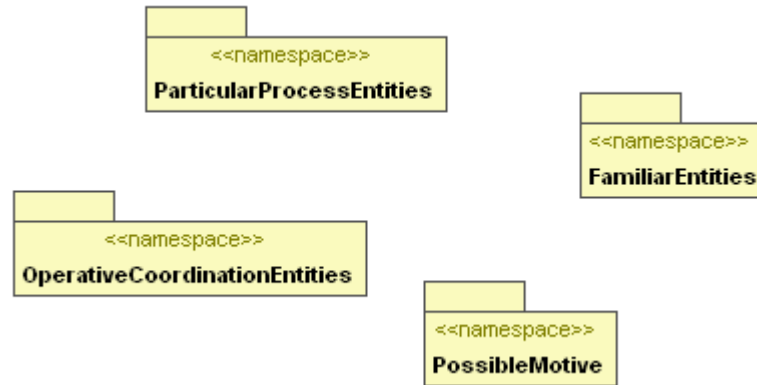 <<namespace>>
ParticularProcessEntities
<<namespace>>
FamiliarEntities
<<namespace>>
OperativeCoordinationEntities
<<namespace>>
PossibleMotive